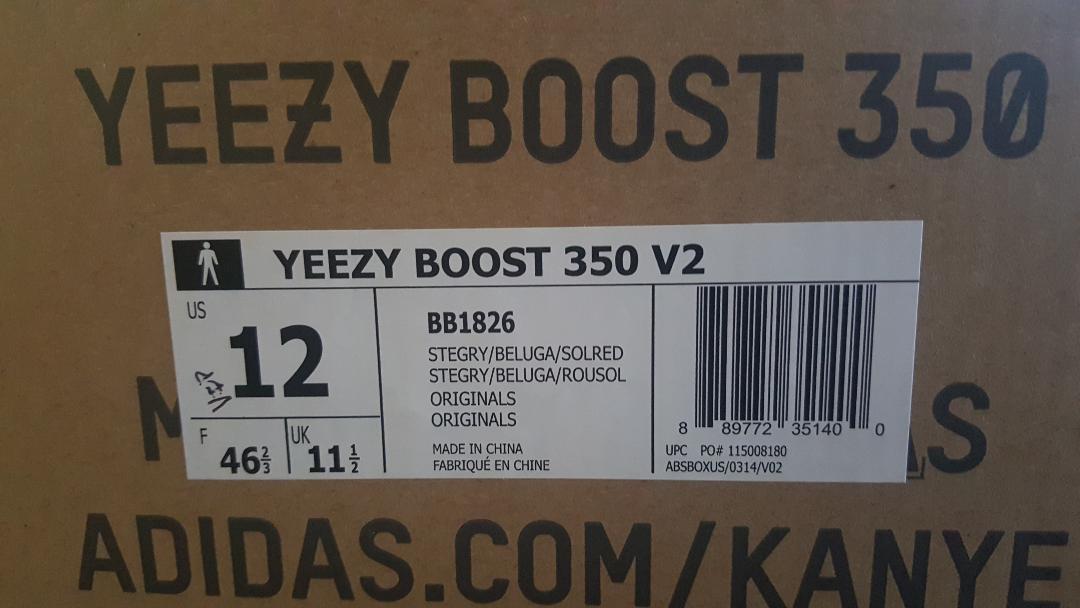 YEEZY BOOST 350
YEEZY BOOST 350 V2
US
12
F
46⅔
UK
11½
BB1826
STEGRY/BELUGA/SOLRED
STEGRY/BELUGA/ROUSOL
ORIGINALS
ORIGINALS
MADE IN CHINA
FABRIQUÉ EN CHINE
8 89772 35140 0
UPC PO# 115008180
ABSBOXUS/0314/V02
M
AS
ADIDAS.COM/KANYE